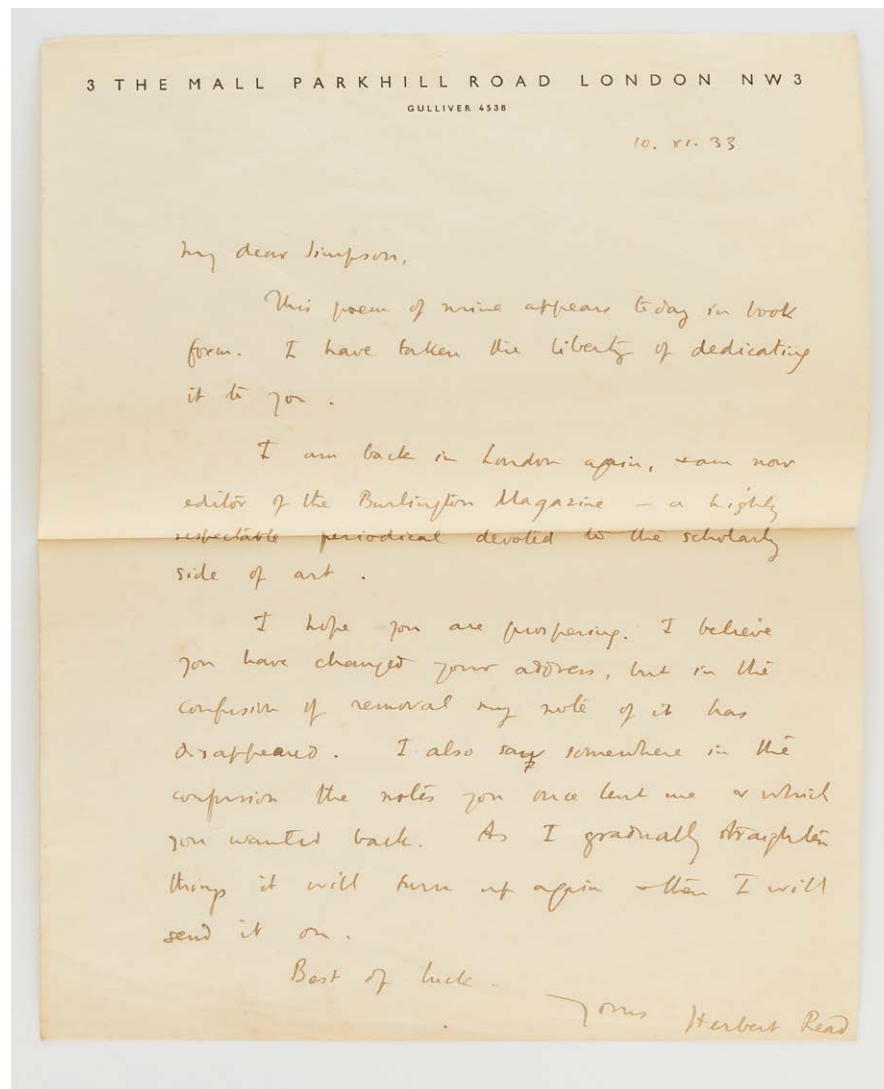 3 THE MALL PARKHILL ROAD LONDON NW3
GULLIVER 4538
10. XI. 33
My dear Simpson,
This poem of mine appears today in book
form. I have taken the liberty of dedicating
it to you.
I am back in London again, & am now
editor of the Burlington Magazine – a highly
respectable periodical devoted to the scholarly
side of art.
I hope you are prospering. I believe
you have changed your address, but in the
confusion of removal my note of it has
disappeared. I also saw somewhere in the
confusion the notes you once lent me & which
you wanted back. As I gradually straighten
things it will turn up again & then I will
send it on.
Best of luck –
Yours Herbert Read